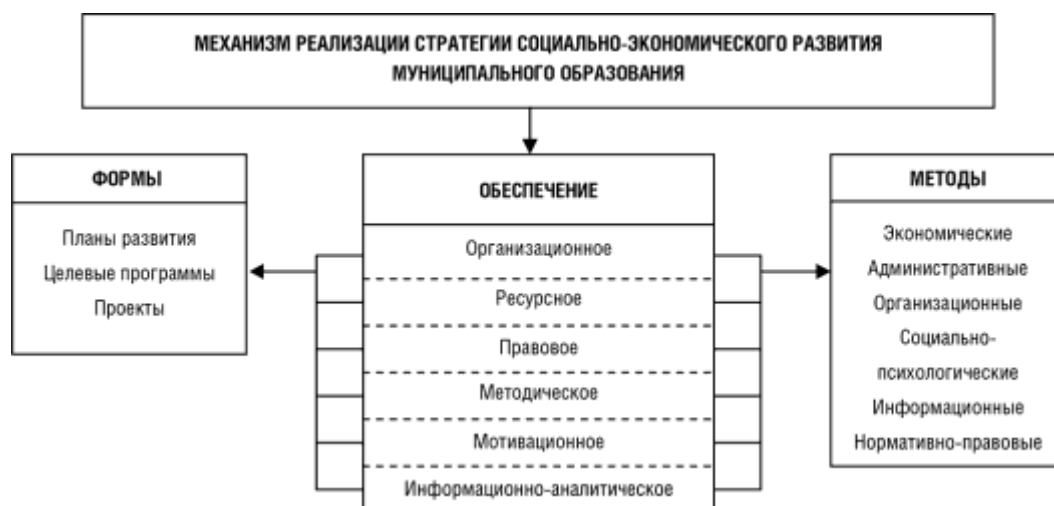 МЕХАНИЗМ РЕАЛИЗАЦИИ СТРАТЕГИИ СОЦИАЛЬНО-ЭКОНОМИЧЕСКОГО РАЗВИТИЯ
МУНИЦИПАЛЬНОГО ОБРАЗОВАНИЯ
ФОРМЫ
Планы развития
Целевые программы
Проекты
ОБЕСПЕЧЕНИЕ
Организационное
Ресурсное
Правовое
Методическое
Мотивационное
Информационно-аналитическое
МЕТОДЫ
Экономические
Административные
Организационные
Социально-
психологические
Информационные
Нормативно-правовые